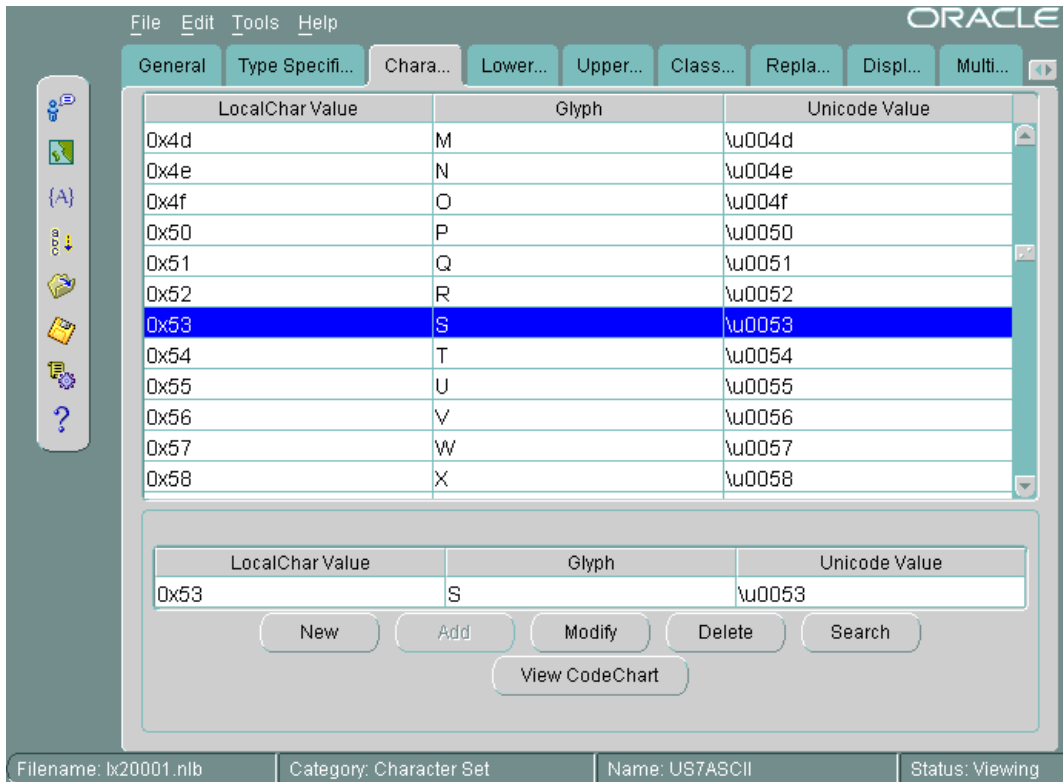 File Edit Tools Help
ORACLE
General Type Specifi... Chara... Lower... Upper... Class... Repla... Displ... Multi...
LocalChar Value Glyph Unicode Value
0x4d M \u004d
0x4e N \u004e
0x4f O \u004f
0x50 P \u0050
0x51 Q \u0051
0x52 R \u0052
0x53 S \u0053
0x54 T \u0054
0x55 U \u0055
0x56 V \u0056
0x57 W \u0057
0x58 X \u0058
{A}
a
b
c
?
LocalChar Value Glyph Unicode Value
0x53 S \u0053
New Add Modify Delete Search
View CodeChart
Filename: lx20001.nlb Category: Character Set Name: US7ASCII Status: Viewing